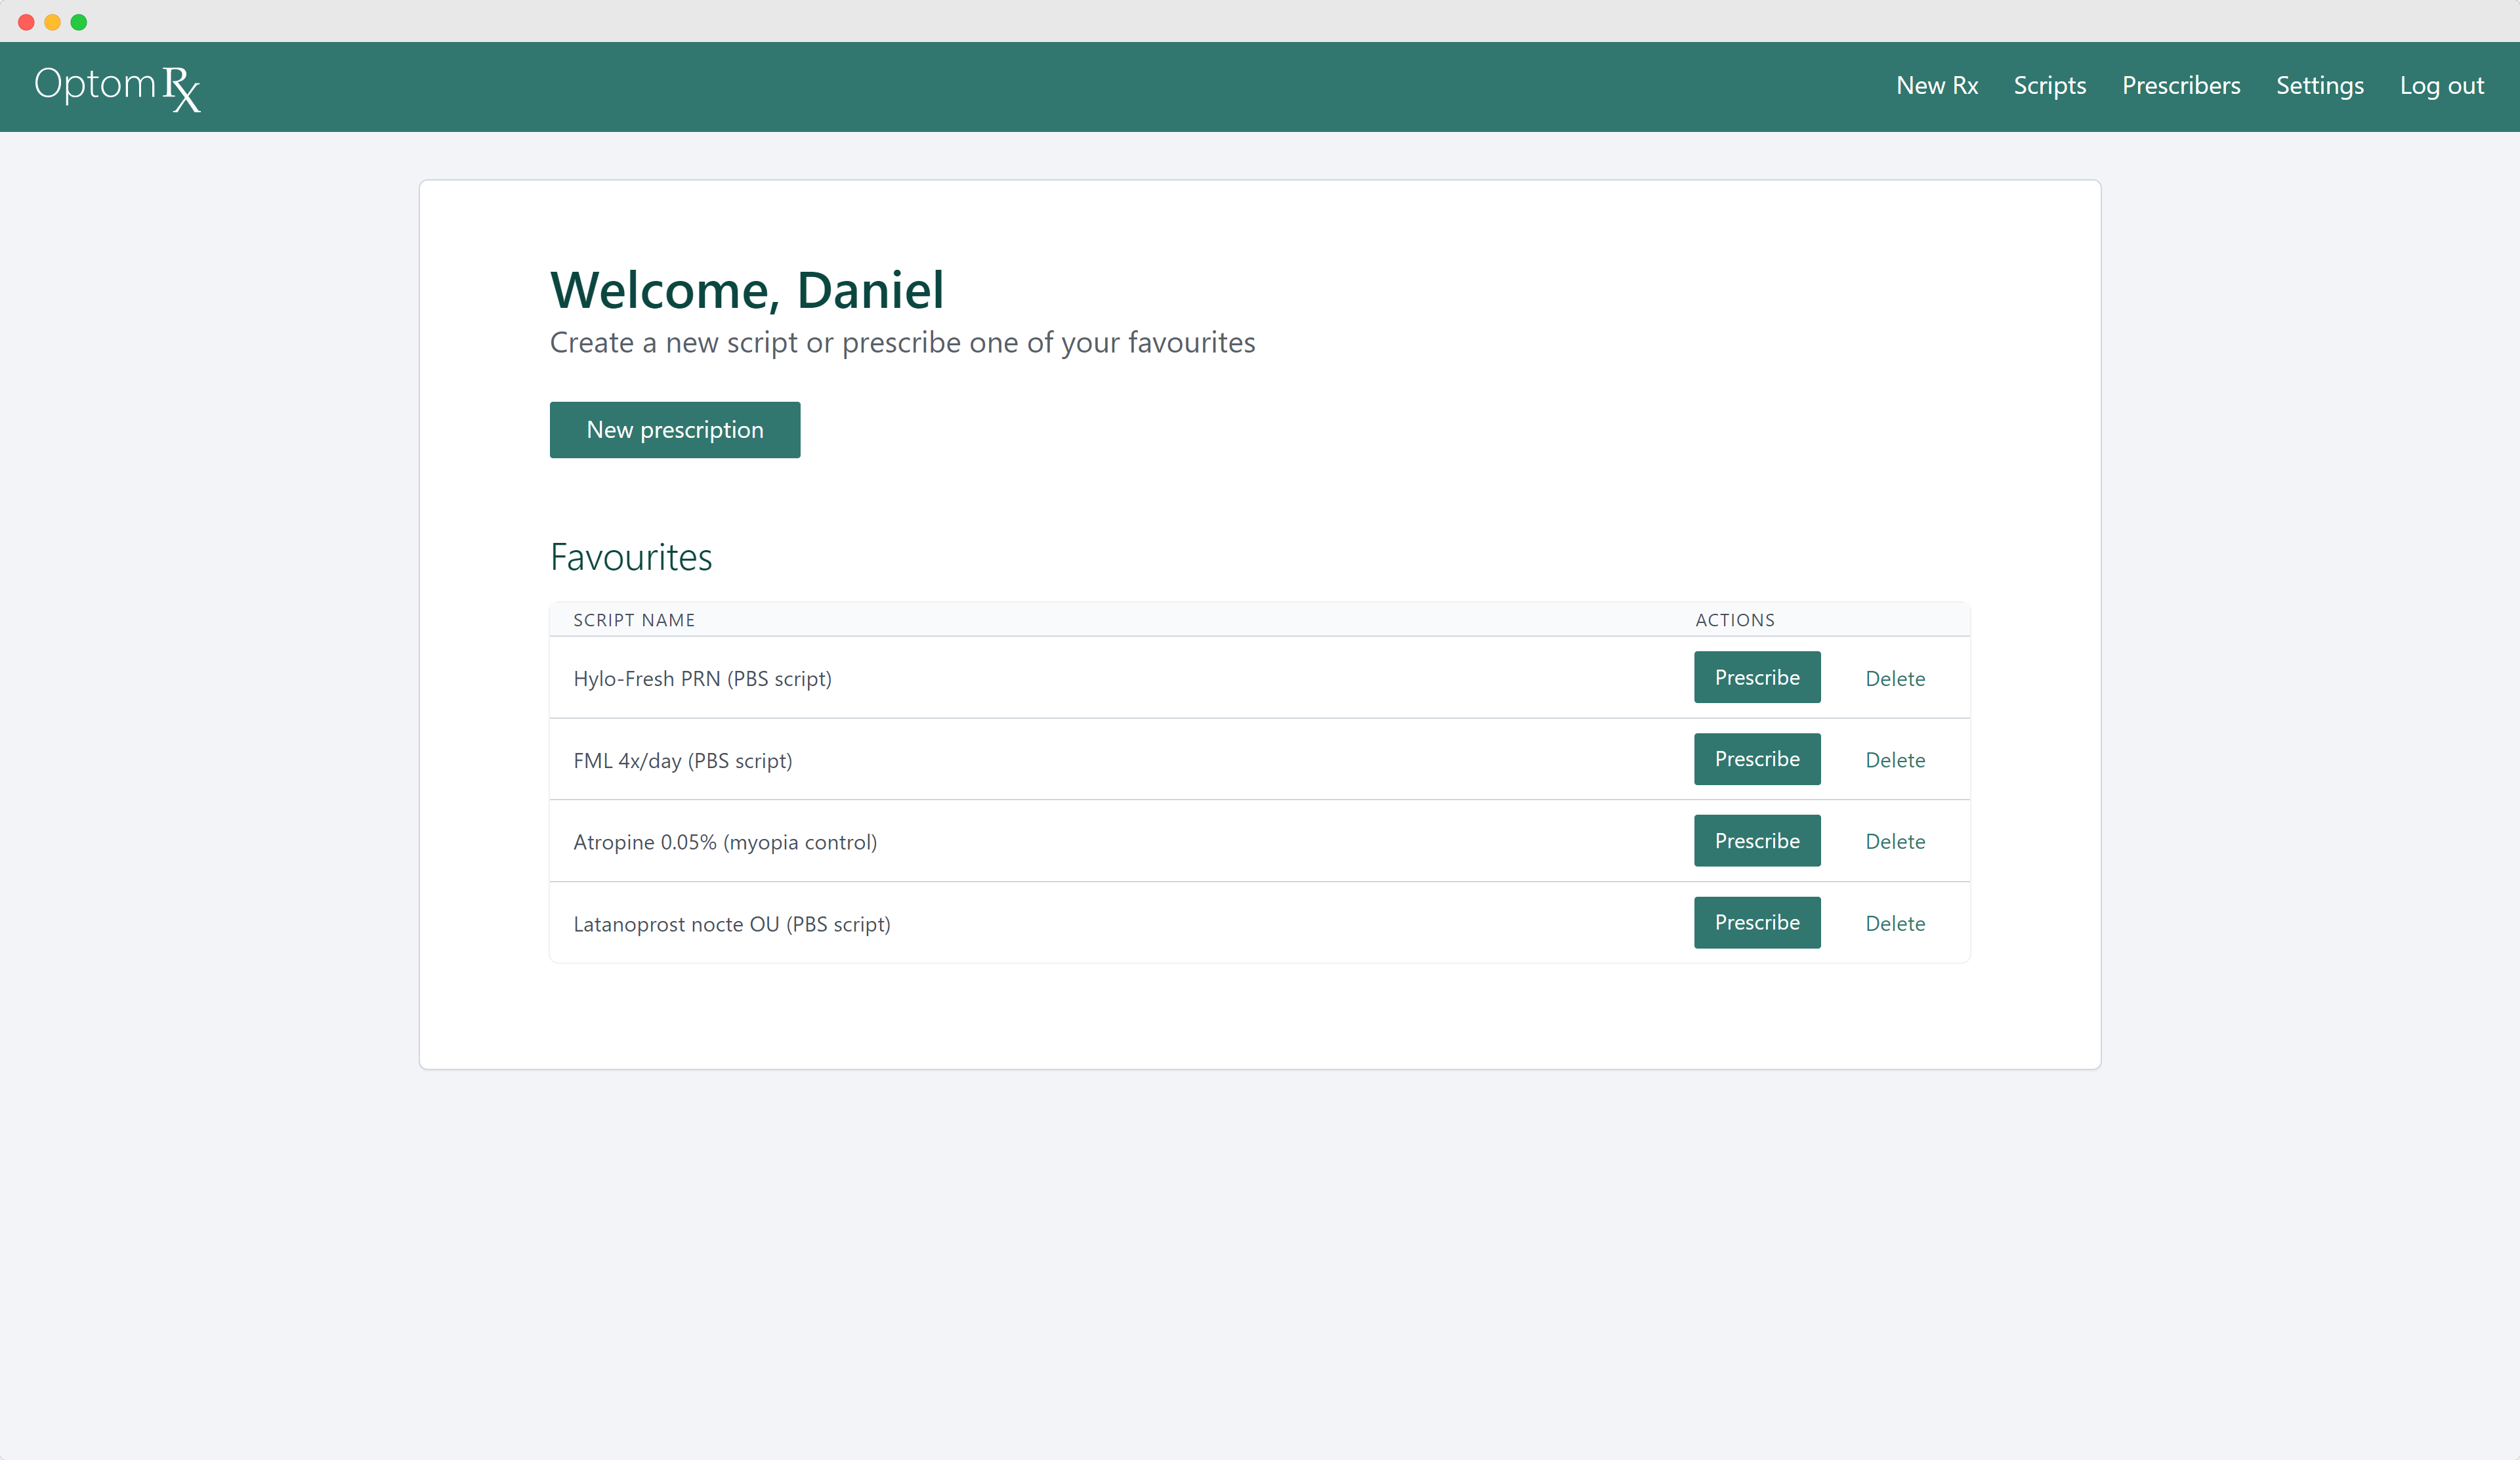 Optom Rx
New Rx Scripts Prescribers Settings Log out
Welcome, Daniel
Create a new script or prescribe one of your favourites
New prescription
Favourites
SCRIPT NAME ACTIONS
Hylo-Fresh PRN (PBS script) Prescribe Delete
FML 4x/day (PBS script) Prescribe Delete
Atropine 0.05% (myopia control) Prescribe Delete
Latanoprost nocte OU (PBS script) Prescribe Delete